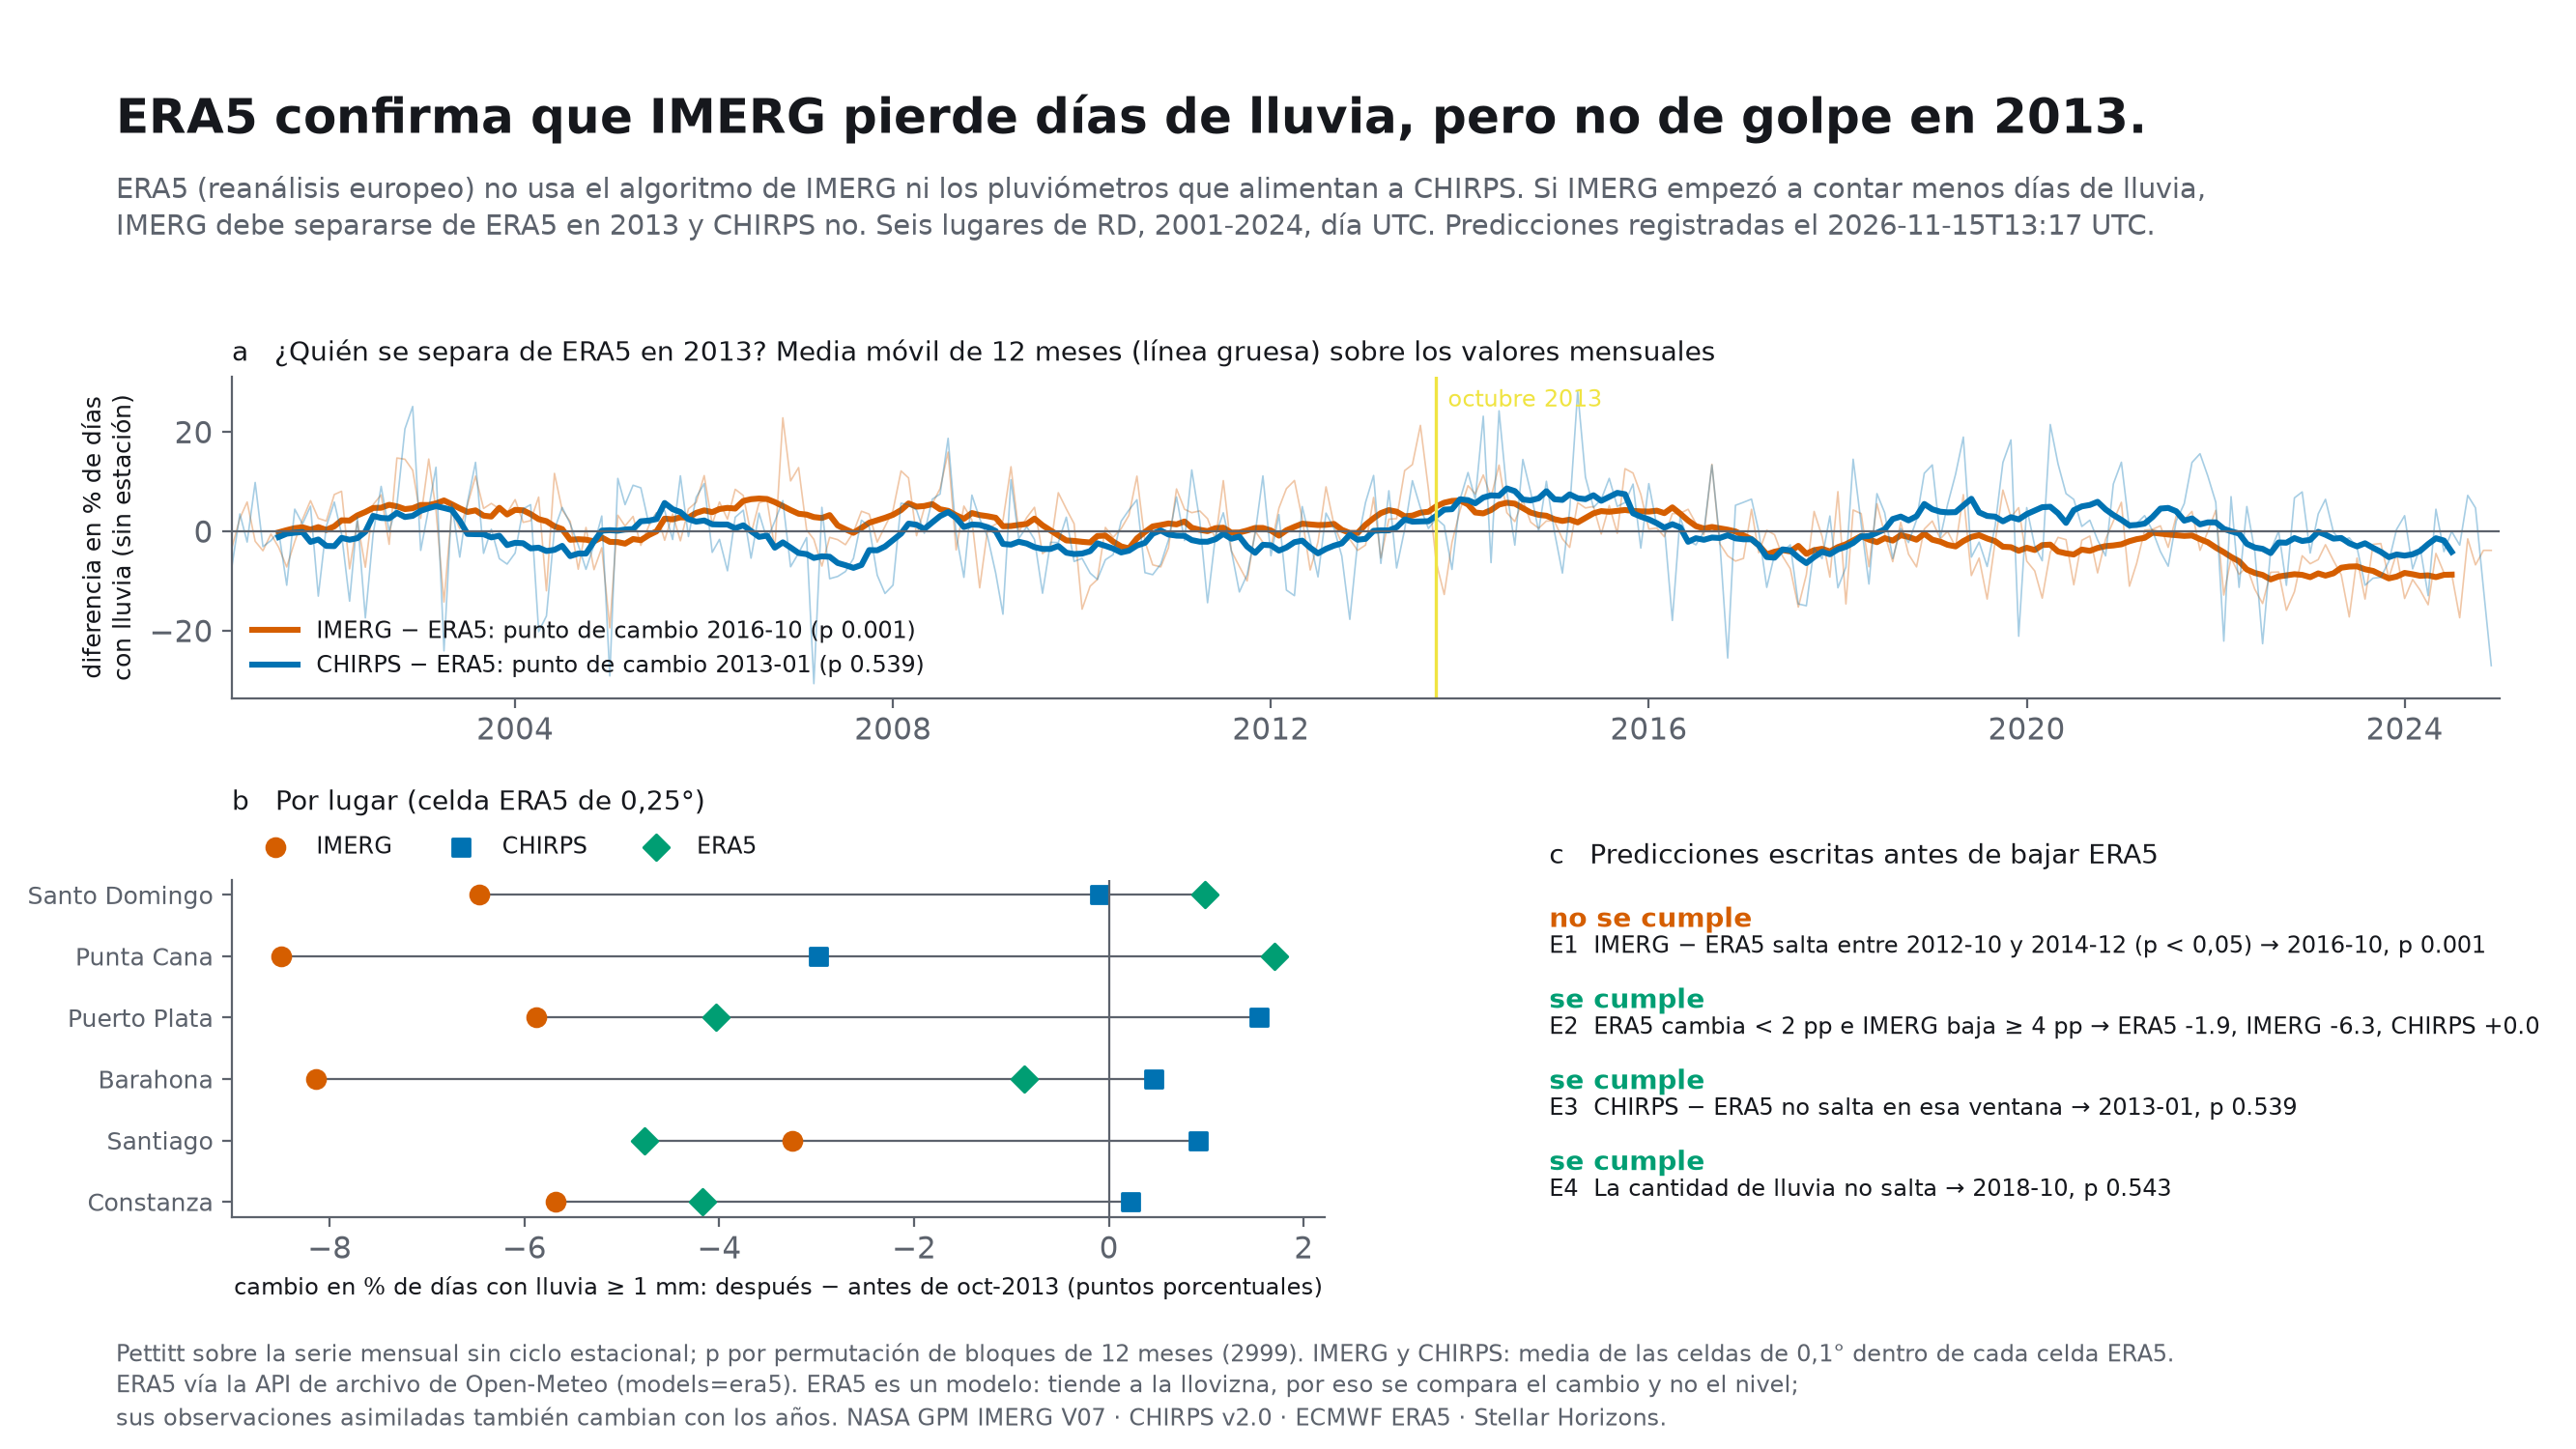 ERA5 confirma que IMERG pierde días de lluvia, pero no de golpe en 2013.
ERA5 (reanálisis europeo) no usa el algoritmo de IMERG ni los pluviómetros que alimentan a CHIRPS. Si IMERG empezó a contar menos días de lluvia,
IMERG debe separarse de ERA5 en 2013 y CHIRPS no. Seis lugares de RD, 2001-2024, día UTC. Predicciones registradas el 2026-11-15T13:17 UTC.
a ¿Quién se separa de ERA5 en 2013? Media móvil de 12 meses (línea gruesa) sobre los valores mensuales
diferencia en % de días
con lluvia (sin estación)
20
0
−20
octubre 2013
IMERG − ERA5: punto de cambio 2016-10 (p 0.001)
CHIRPS − ERA5: punto de cambio 2013-01 (p 0.539)
2004 2008 2012 2016 2020 2024
b Por lugar (celda ERA5 de 0,25°)
IMERG CHIRPS ERA5
Santo Domingo
Punta Cana
Puerto Plata
Barahona
Santiago
Constanza
−8 −6 −4 −2 0 2
cambio en % de días con lluvia ≥ 1 mm: después − antes de oct-2013 (puntos porcentuales)
c Predicciones escritas antes de bajar ERA5
no se cumple
E1 IMERG − ERA5 salta entre 2012-10 y 2014-12 (p < 0,05) → 2016-10, p 0.001
se cumple
E2 ERA5 cambia < 2 pp e IMERG baja ≥ 4 pp → ERA5 -1.9, IMERG -6.3, CHIRPS +0.0
se cumple
E3 CHIRPS − ERA5 no salta en esa ventana → 2013-01, p 0.539
se cumple
E4 La cantidad de lluvia no salta → 2018-10, p 0.543
Pettitt sobre la serie mensual sin ciclo estacional; p por permutación de bloques de 12 meses (2999). IMERG y CHIRPS: media de las celdas de 0,1° dentro de cada celda ERA5.
ERA5 vía la API de archivo de Open-Meteo (models=era5). ERA5 es un modelo: tiende a la llovizna, por eso se compara el cambio y no el nivel;
sus observaciones asimiladas también cambian con los años. NASA GPM IMERG V07 · CHIRPS v2.0 · ECMWF ERA5 · Stellar Horizons.